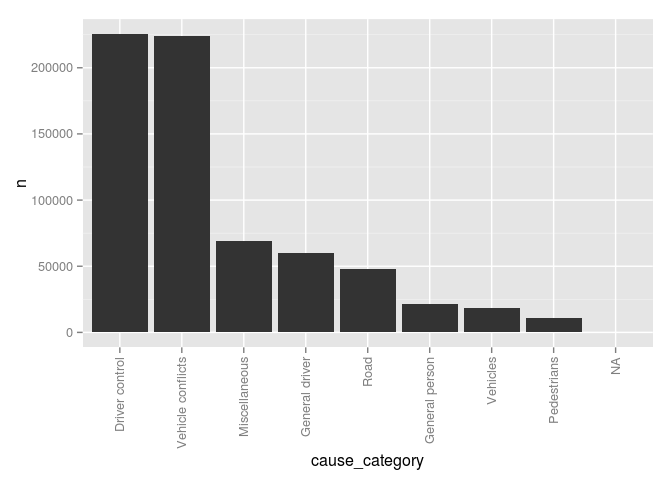 200000
150000
100000
50000
0
n
Driver control
Vehicle conflicts
Miscellaneous
General driver
Road
General person
Vehicles
Pedestrians
NA
cause_category